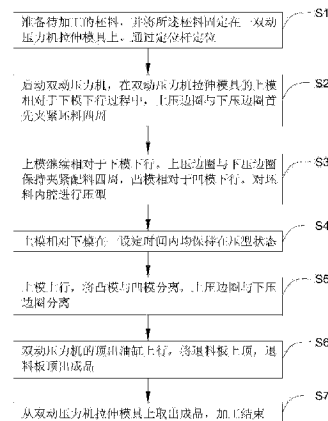 准备待加工的坯料，并将所述坯料固定在一双动
压力机拉伸模具上，通过定位杆定位
S1
启动双动压力机，在双动压力机拉伸模具的上模
相对于下模下行过程中，上压边圈与下压边圈首
先夹紧坯料四周
S2
上模继续相对于下模下行，上压边圈与下压边圈
保持夹紧配料四周，凸模相对于凹模下行，对坯
料内腔进行压型
S3
上模相对下模在一设定时间内均保持在压型状态
S4
上模上行，将凸模与凹模分离，上压边圈与下压
边圈分离
S5
双动压力机的顶出油缸上行，将退料板上顶，退
料板顶出成品
S6
从双动压力机拉伸模具上取出成品，加工结束
S7